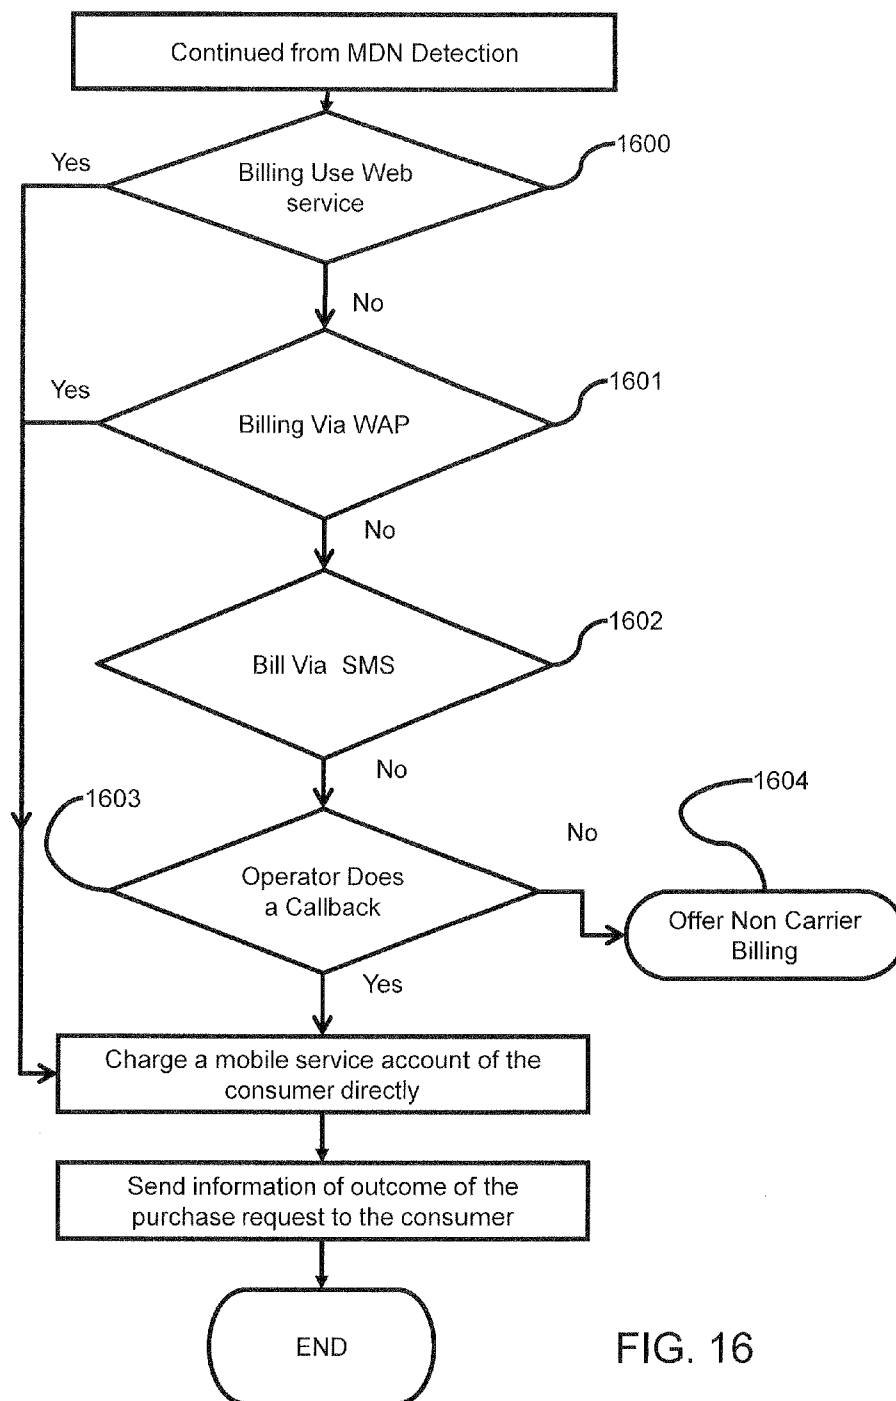 Continued from MDN Detection
1600
Yes
Billing Use Web
service
No
1601
Yes
Billing Via WAP
No
1602
Bill Via SMS
No
1603
1604
No
Operator Does
a Callback
Offer Non Carrier
Billing
Yes
Charge a mobile service account of the
consumer directly
Send information of outcome of the
purchase request to the consumer
END
FIG. 16